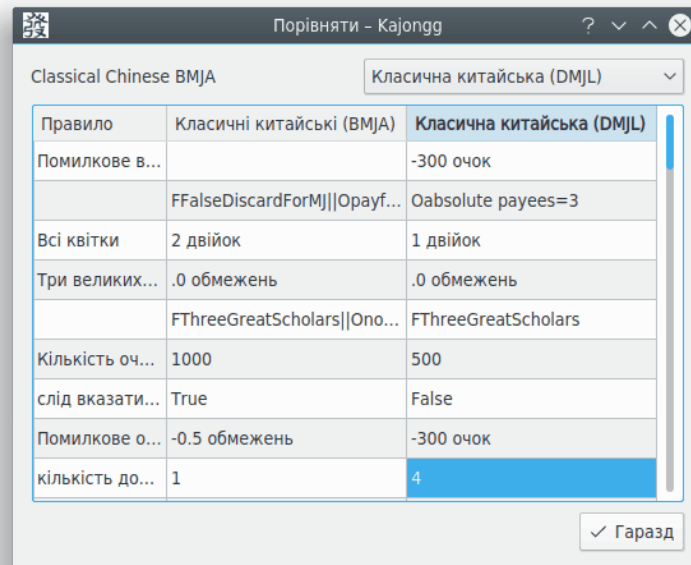 發
Порівняти – Kajongg ?
Classical Chinese BMJA Класична китайська (DMJL)
Правило Класичні китайські (BMJA) Класична китайська (DMJL)
Помилкове в... -300 очок
FFalseDiscardForMJ||Opayf... Oabsolute payees=3
Всі квітки 2 двійок 1 двійок
Три великих... .0 обмежень .0 обмежень
FThreeGreatScholars||Ono... FThreeGreatScholars
Кількість оч... 1000 500
слід вказати... True False
Помилкове о... -0.5 обмежень -300 очок
кількість до... 1 4
Гаразд